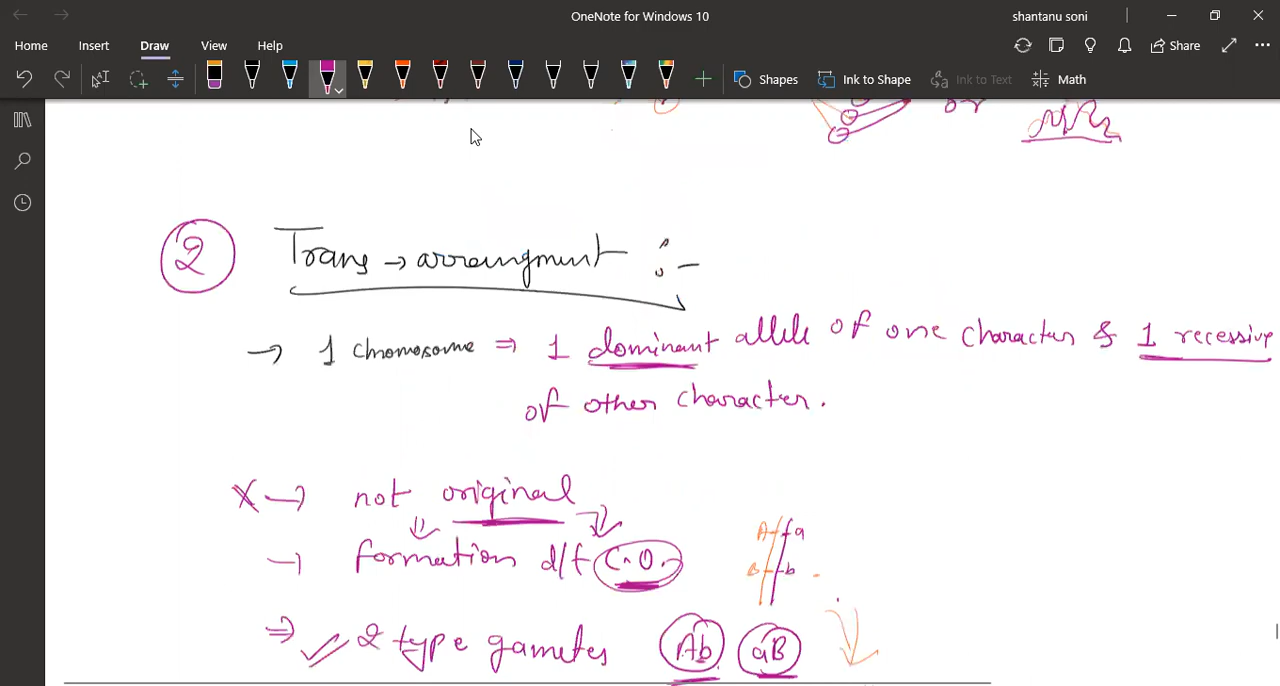 OneNote for Windows 10
shantanu soni
Home Insert Draw View Help
Share
Shapes Ink to Shape Ink to Text Math
or
2 Trans → arrangment :-
→ 1 chromosome ⇒ 1 dominant allele of one character & 1 recessive
of other character.
X → not original
→ formation d/t C.O.
A a
B b
⇒ ✓ 2 type gametes Ab aB